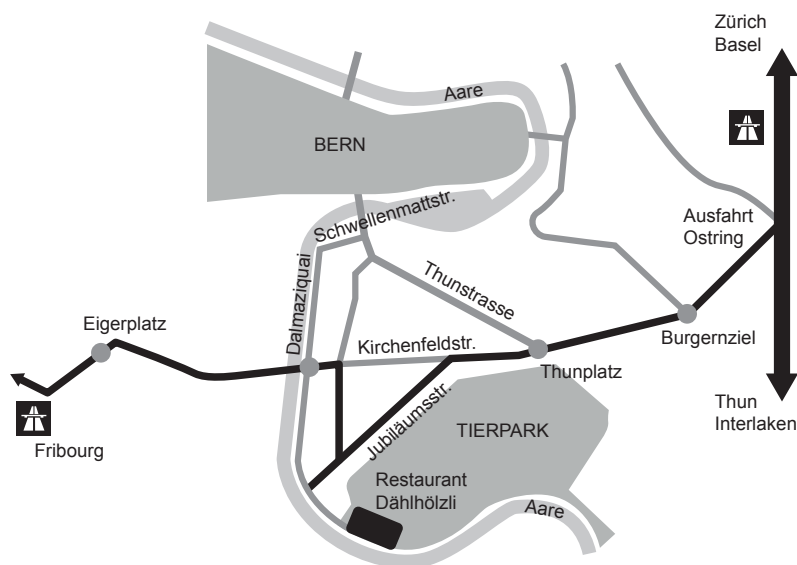 Zürich
Basel
Aare
BERN
Schwellenmattstr.
Ausfahrt
Ostring
Dalmaziquai
Thunstrasse
Eigerplatz
Kirchenfeldstr.
Burgernziel
Thunplatz
Jubiläumsstr.
Thun
Interlaken
TIERPARK
Fribourg
Restaurant
Dählhölzli
Aare